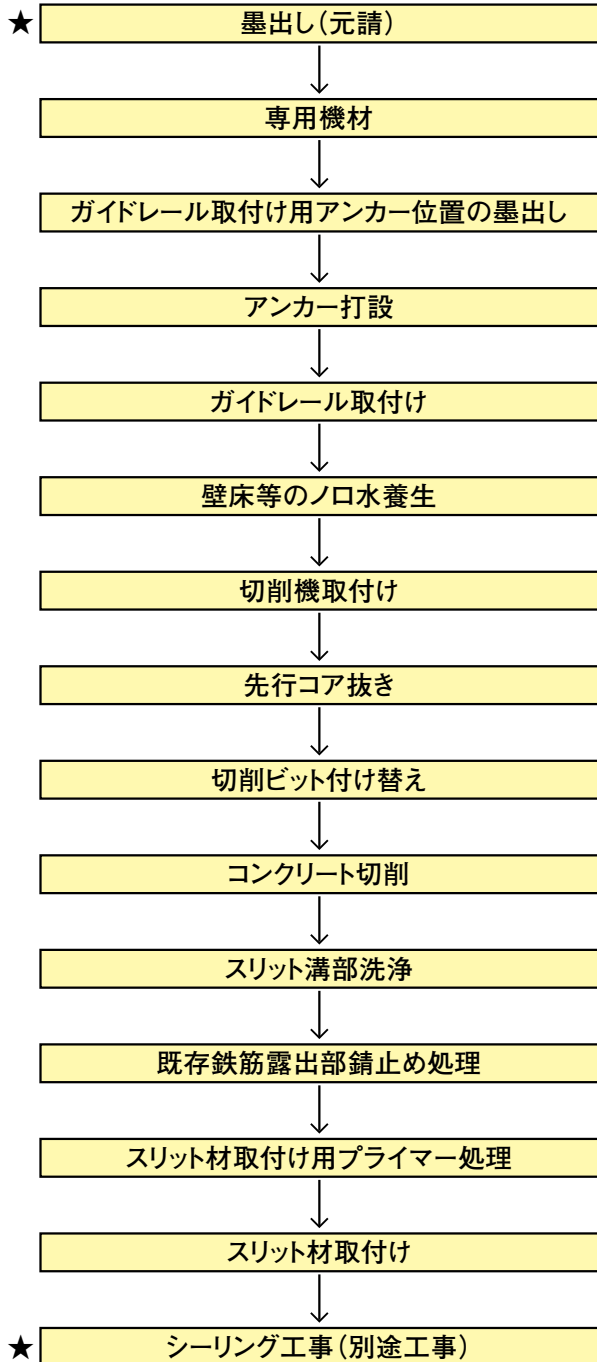 ★ 墨出し(元請)
専用機材
ガイドレール取付け用アンカー位置の墨出し
アンカー打設
ガイドレール取付け
壁床等のノロ水養生
切削機取付け
先行コア抜き
切削ビット付け替え
コンクリート切削
スリット溝部洗浄
既存鉄筋露出部錆止め処理
スリット材取付け用プライマー処理
スリット材取付け
★ シーリング工事(別途工事)